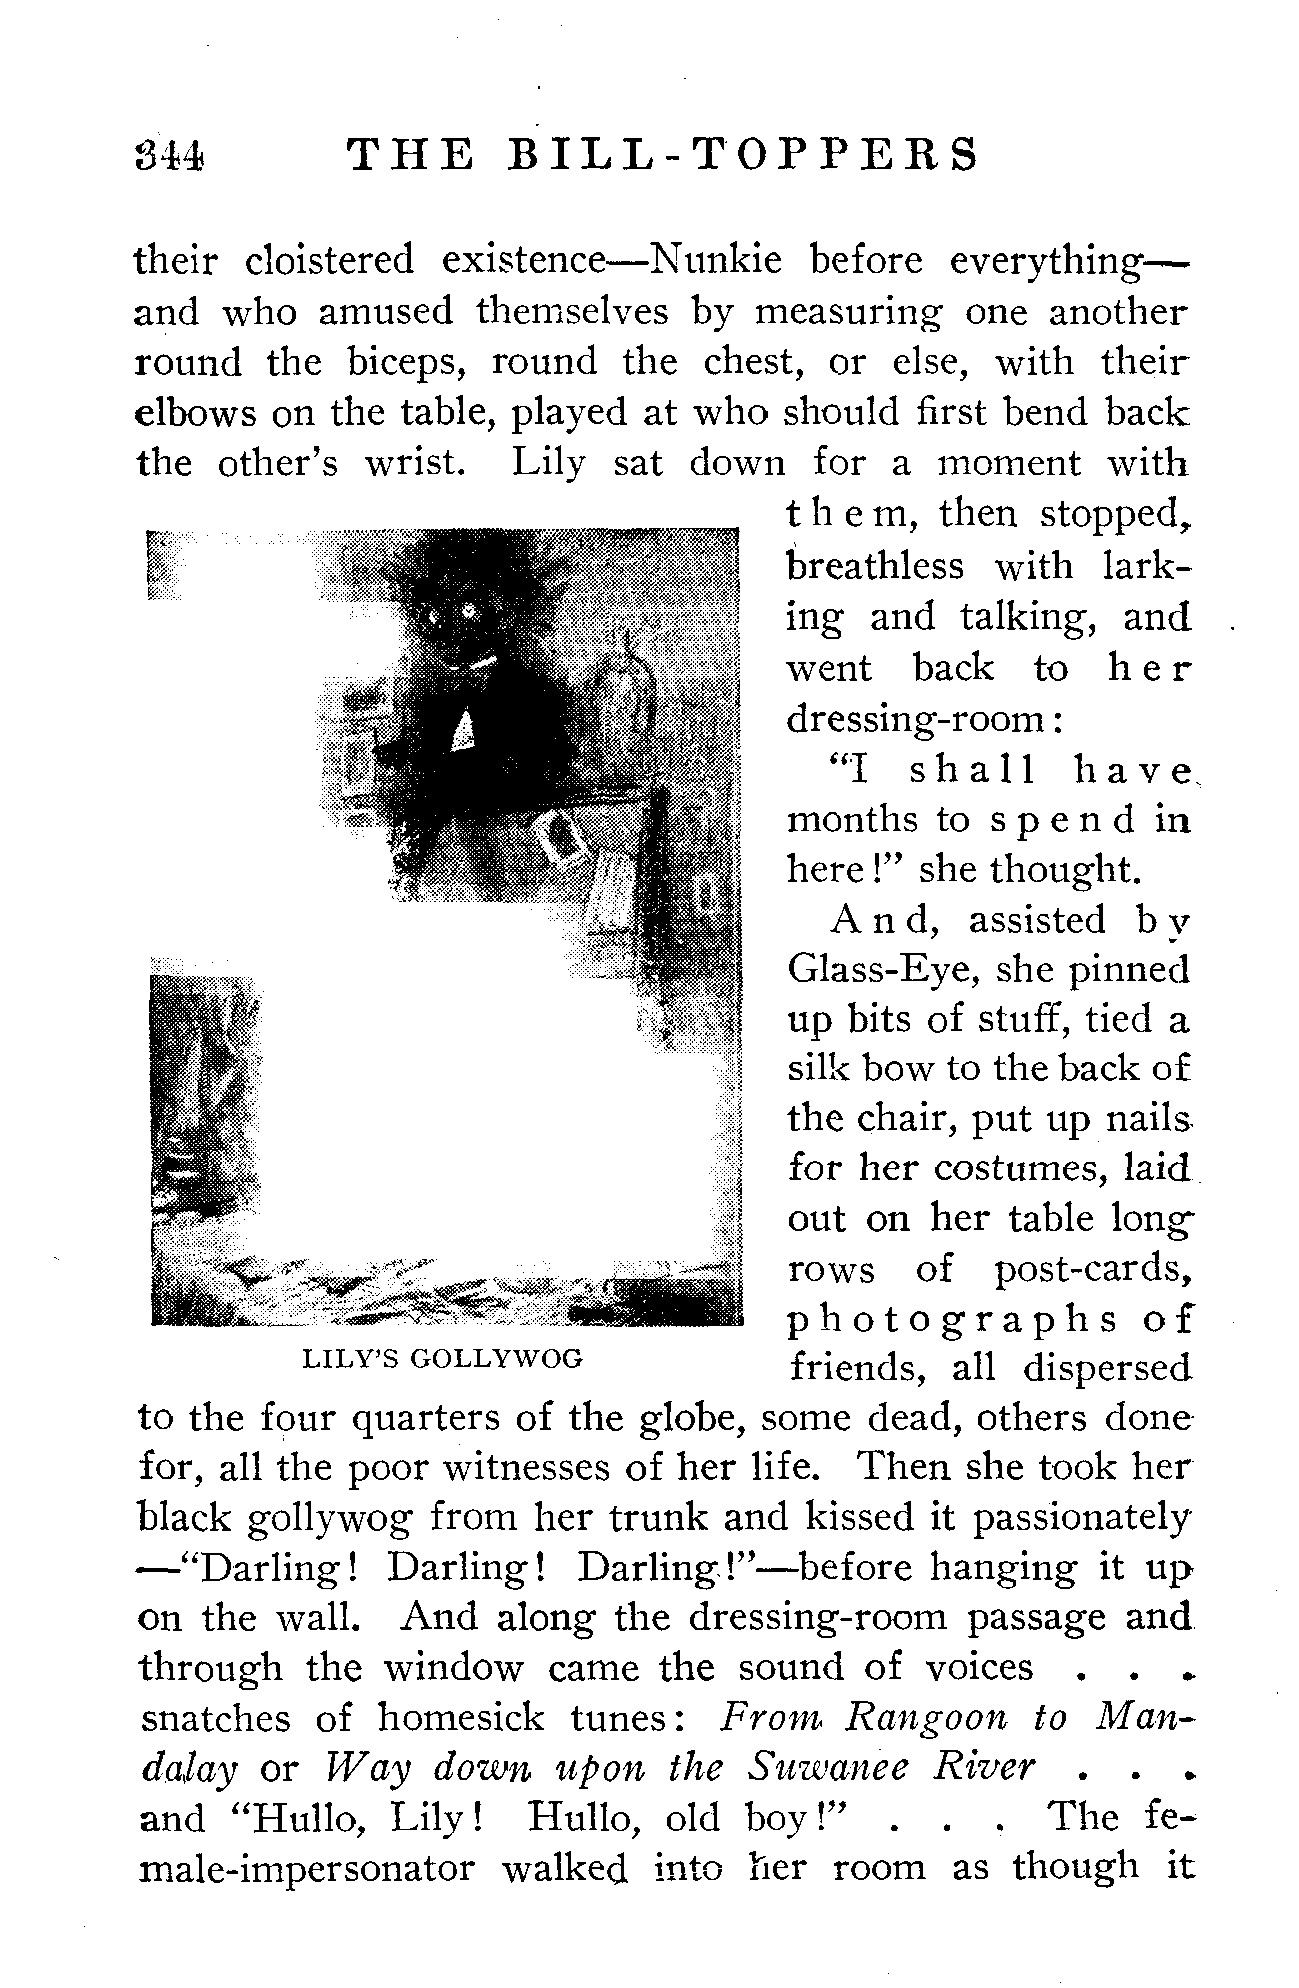 344 THE BILL-TOPPERS
their cloistered existence—Nunkie before everything—
and who amused themselves by measuring one another
round the biceps, round the chest, or else, with their
elbows on the table, played at who should first bend back
the other's wrist. Lily sat down for a moment with
them, then stopped,
breathless with lark-
ing and talking, and
went back to her
dressing-room:
"I shall have
months to spend in
here!" she thought.
And, assisted by
Glass-Eye, she pinned
up bits of stuff, tied a
silk bow to the back of
the chair, put up nails
for her costumes, laid
out on her table long
rows of post-cards,
photographs of
friends, all dispersed
LILY'S GOLLYWOG
to the four quarters of the globe, some dead, others done
for, all the poor witnesses of her life. Then she took her
black gollywog from her trunk and kissed it passionately
—"Darling! Darling! Darling!"—before hanging it up
on the wall. And along the dressing-room passage and
through the window came the sound of voices . . .
snatches of homesick tunes: From Rangoon to Man-
dalay or Way down upon the Suwanee River . . .
and "Hullo, Lily! Hullo, old boy!" . . . The fe-
male-impersonator walked into her room as though it